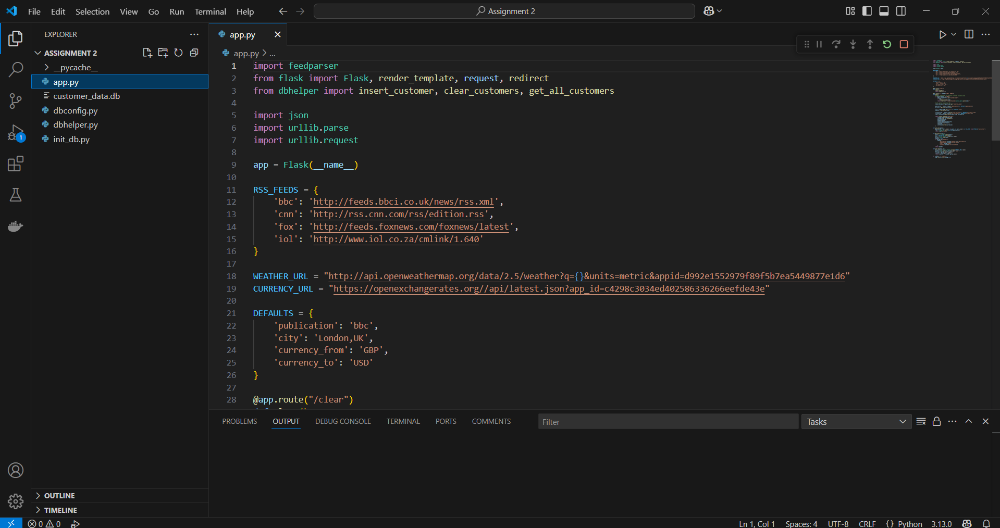 File Edit Selection View Go Run Terminal Help
Assignment 2
EXPLORER
ASSIGNMENT 2
__pycache__
app.py
customer_data.db
dbconfig.py
dbhelper.py
init_db.py
1
OUTLINE
TIMELINE
app.py
app.py > ...
1 import feedparser
2 from flask import Flask, render_template, request, redirect
3 from dbhelper import insert_customer, clear_customers, get_all_customers
4
5 import json
6 import urllib.parse
7 import urllib.request
8
9 app = Flask(__name__)
10
11 RSS_FEEDS = {
12     'bbc': 'http://feeds.bbci.co.uk/news/rss.xml',
13     'cnn': 'http://rss.cnn.com/rss/edition.rss',
14     'fox': 'http://feeds.foxnews.com/foxnews/latest',
15     'iol': 'http://www.iol.co.za/cmlink/1.640'
16 }
17
18 WEATHER_URL = "http://api.openweathermap.org/data/2.5/weather?q={}&units=metric&appid=d992e1552979f89f5b7ea5449877e1d6"
19 CURRENCY_URL = "https://openexchangerates.org//api/latest.json?app_id=c4298c3034ed402586336266eefde43e"
20
21 DEFAULTS = {
22     'publication': 'bbc',
23     'city': 'London,UK',
24     'currency_from': 'GBP',
25     'currency_to': 'USD'
26 }
27
28 @app.route("/clear")
PROBLEMS OUTPUT DEBUG CONSOLE TERMINAL PORTS COMMENTS
Filter
Tasks
0 0
Ln 1, Col 1 Spaces: 4 UTF-8 CRLF {} Python 3.13.0